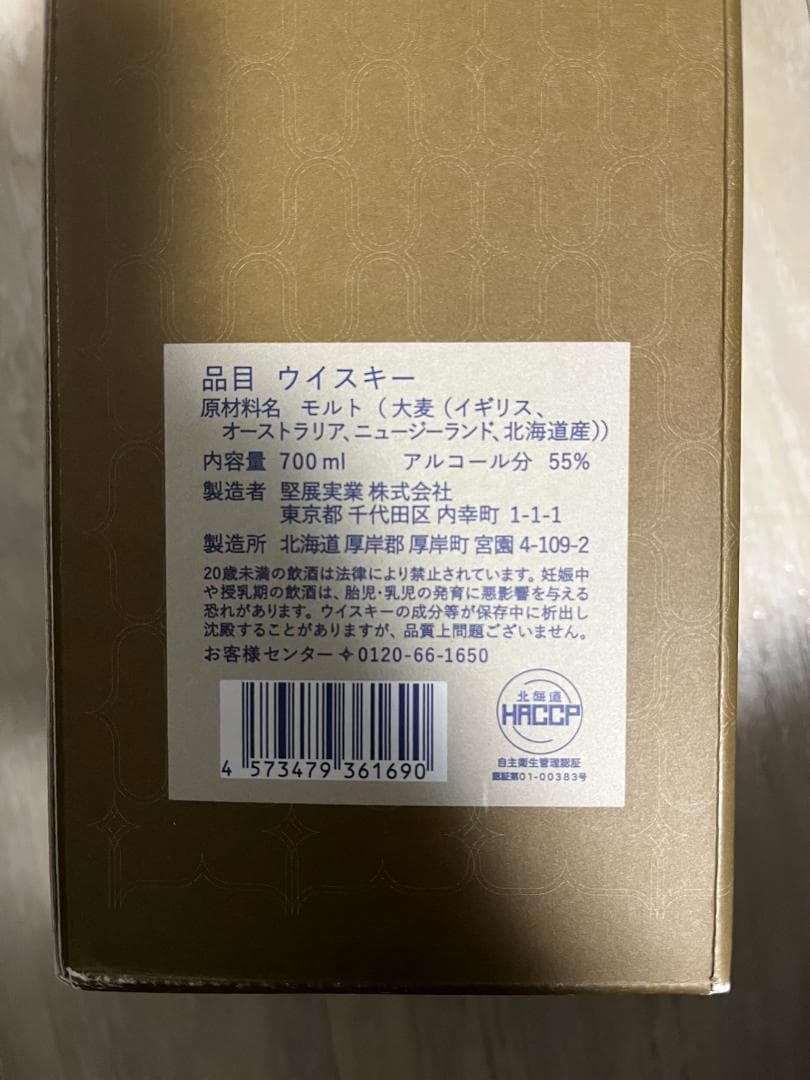 品目 ウイスキー
原材料名 モルト（大麦（イギリス、
オーストラリア、ニュージーランド、北海道産））
内容量 700ml アルコール分 55%
製造者 堅展実業 株式会社
東京都 千代田区 内幸町 1-1-1
製造所 北海道 厚岸郡 厚岸町 宮園 4-109-2
20歳未満の飲酒は法律により禁止されています。妊娠中
や授乳期の飲酒は、胎児・乳児の発育に悪影響を与える
恐れがあります。ウイスキーの成分等が保存中に析出し
沈殿することがありますが、品質上問題ございません。
お客様センター✧0120-66-1650
4 573479 361690
北海道
HACCP
自主衛生管理認証
認証第01-00383号